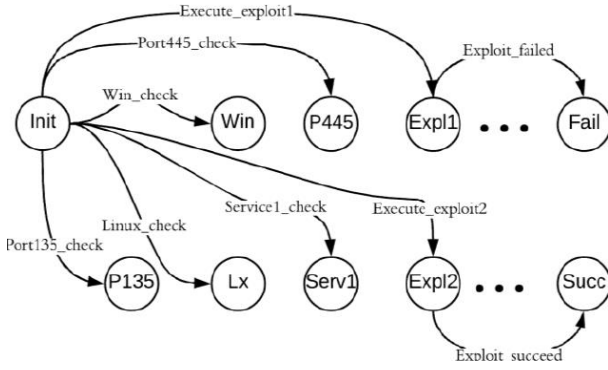 Execute_exploit1
Port445_check
Exploit_failed
Win_check
Init
Win
P445
Expl1
Fail
Service1_check
Execute_exploit2
Linux_check
Port135_check
P135
Lx
Serv1
Expl2
Succ
Exploit_succeed